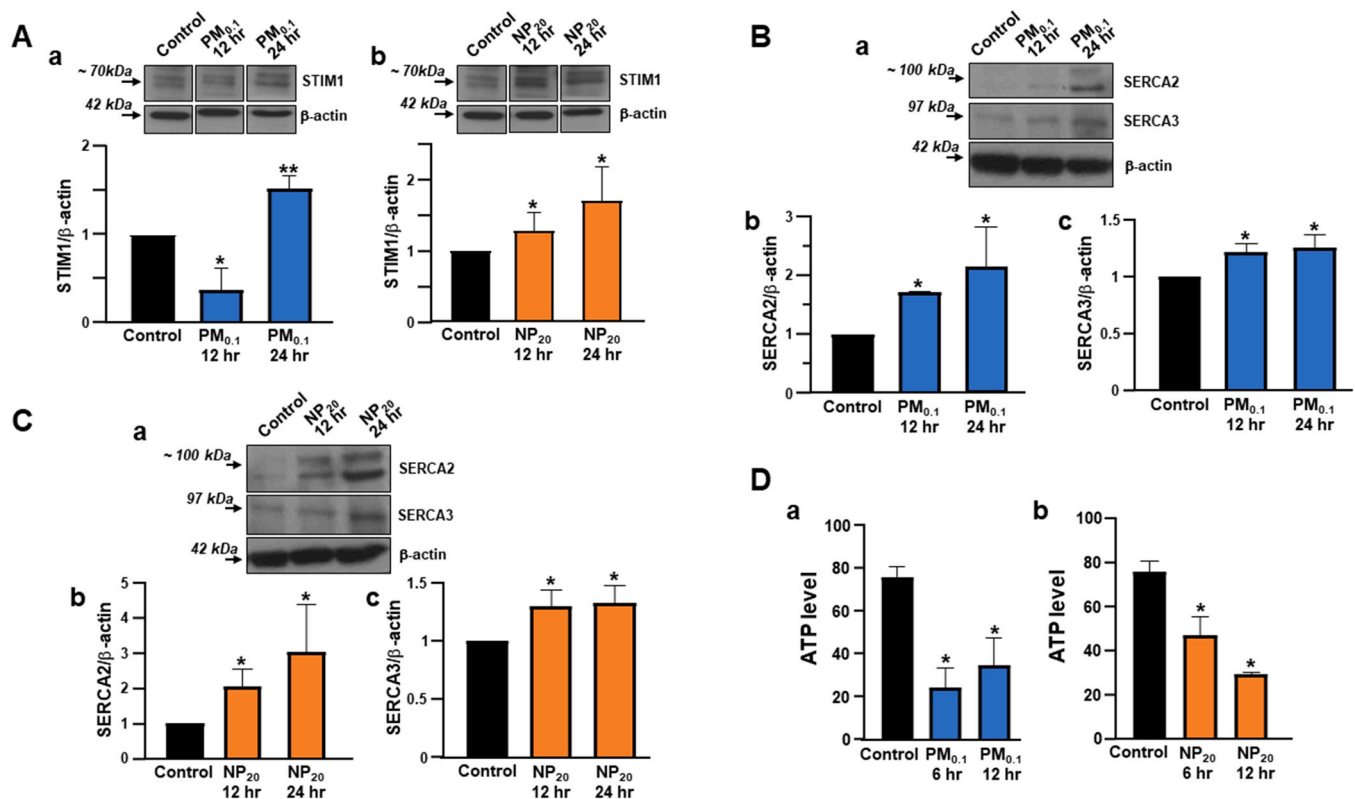 A
a
Control
PM0.1
12 hr
PM0.1
24 hr
~ 70kDa
STIM1
42 kDa
β-actin
STIM1/β-actin
2
1
0
Control
PM0.1
12 hr
PM0.1
24 hr
*
**
b
Control
NP20
12 hr
NP20
24 hr
~ 70kDa
STIM1
42 kDa
β-actin
STIM1/β-actin
2
1
0
Control
NP20
12 hr
NP20
24 hr
*
*
B
a
Control
PM0.1
12 hr
PM0.1
24 hr
~ 100 kDa
SERCA2
97 kDa
SERCA3
42 kDa
β-actin
b
SERCA2/β-actin
3
2
1
0
Control
PM0.1
12 hr
PM0.1
24 hr
*
*
c
SERCA3/β-actin
1.5
1
0.5
0
Control
PM0.1
12 hr
PM0.1
24 hr
*
*
C
a
Control
NP20
12 hr
NP20
24 hr
~ 100 kDa
SERCA2
97 kDa
SERCA3
42 kDa
β-actin
b
SERCA2/β-actin
5
4
3
2
1
0
Control
NP20
12 hr
NP20
24 hr
*
*
c
SERCA3/β-actin
1.5
1
0.5
0
Control
NP20
12 hr
NP20
24 hr
*
*
D
a
ATP level
100
80
60
40
20
0
Control
PM0.1
6 hr
PM0.1
12 hr
*
*
b
ATP level
100
80
60
40
20
0
Control
NP20
6 hr
NP20
12 hr
*
*